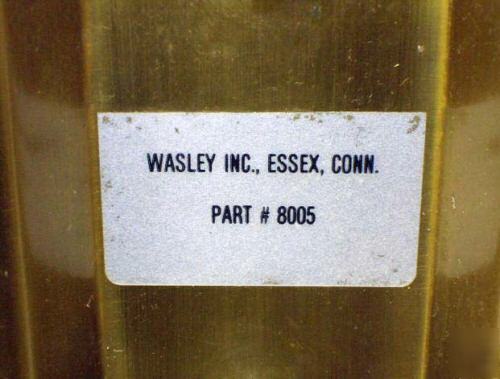 WASLEY INC., ESSEX, CONN.
PART # 8005